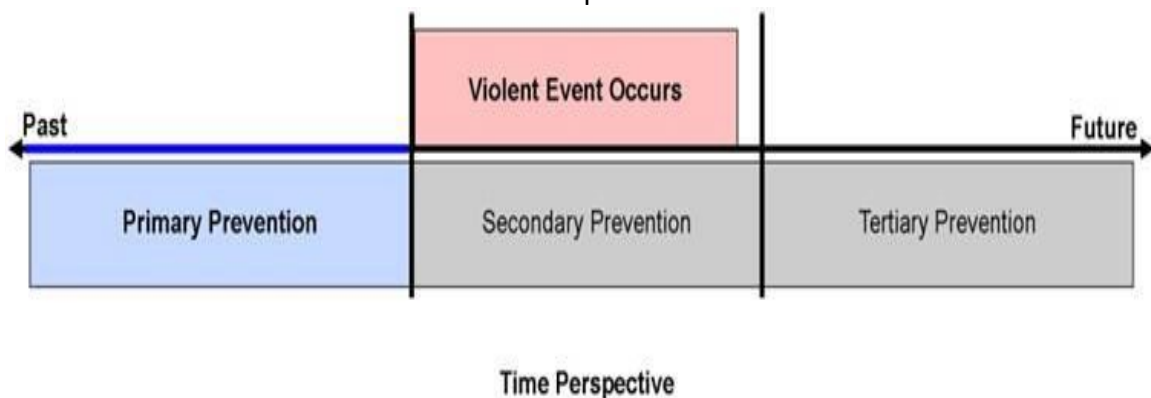 Violent Event Occurs
Past
Future
Primary Prevention
Secondary Prevention
Tertiary Prevention
Time Perspective